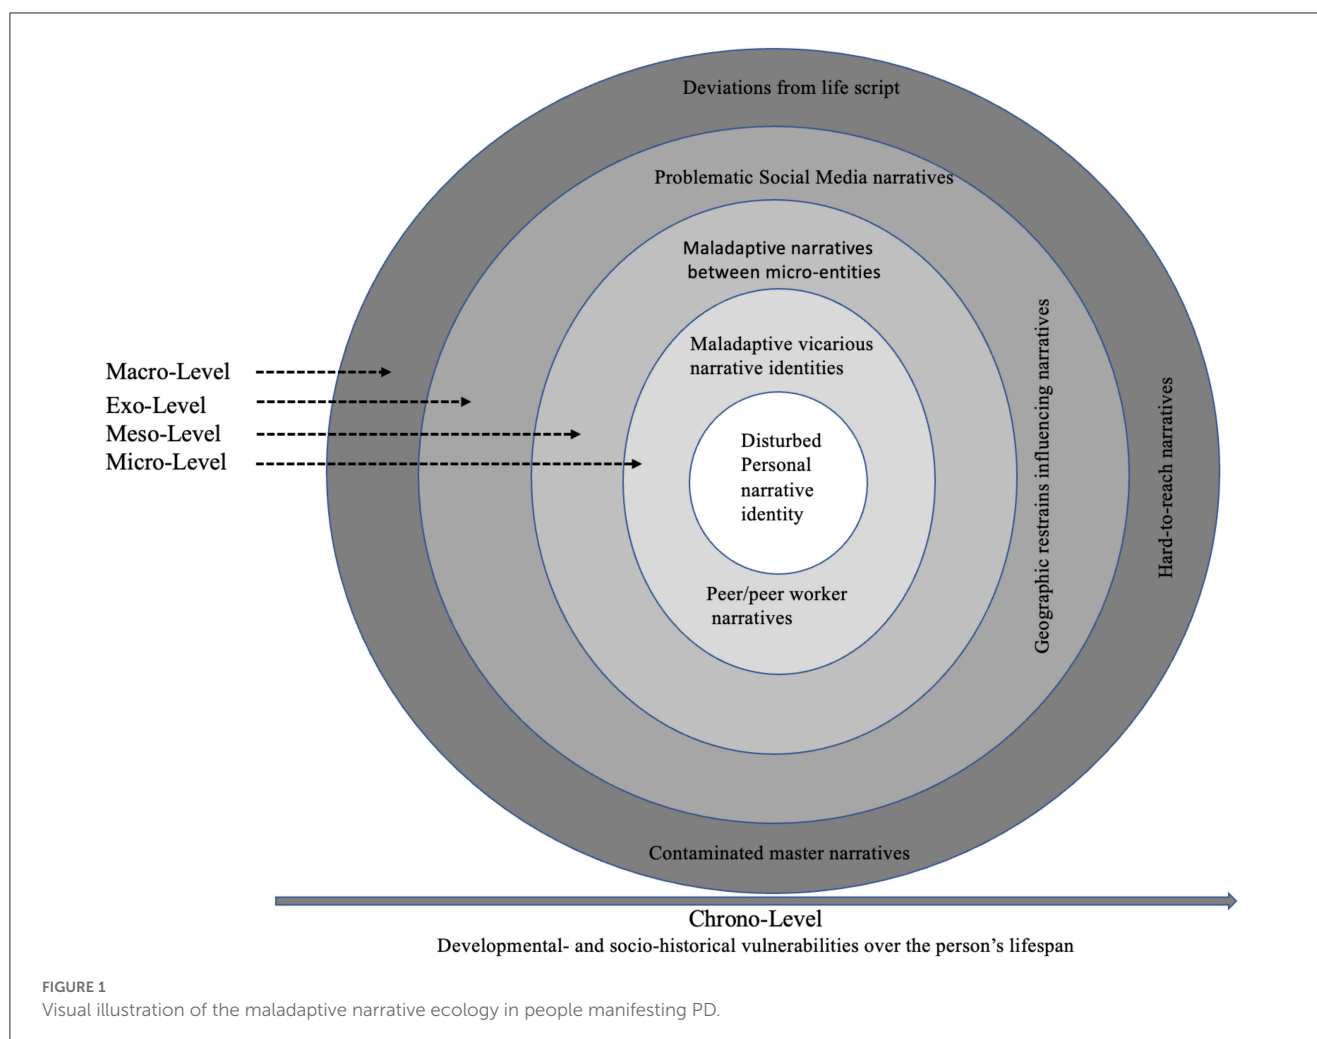 Deviations from life script
Problematic Social Media narratives
Maladaptive narratives
between micro-entities
Maladaptive vicarious
narrative identities
Macro-Level
Exo-Level
Meso-Level
Micro-Level
Disturbed
Personal
narrative
identity
Geographic restrains influencing narratives
Hard-to-reach narratives
Peer/peer worker
narratives
Contaminated master narratives
Chrono-Level
Developmental- and socio-historical vulnerabilities over the person’s lifespan
FIGURE 1
Visual illustration of the maladaptive narrative ecology in people manifesting PD.